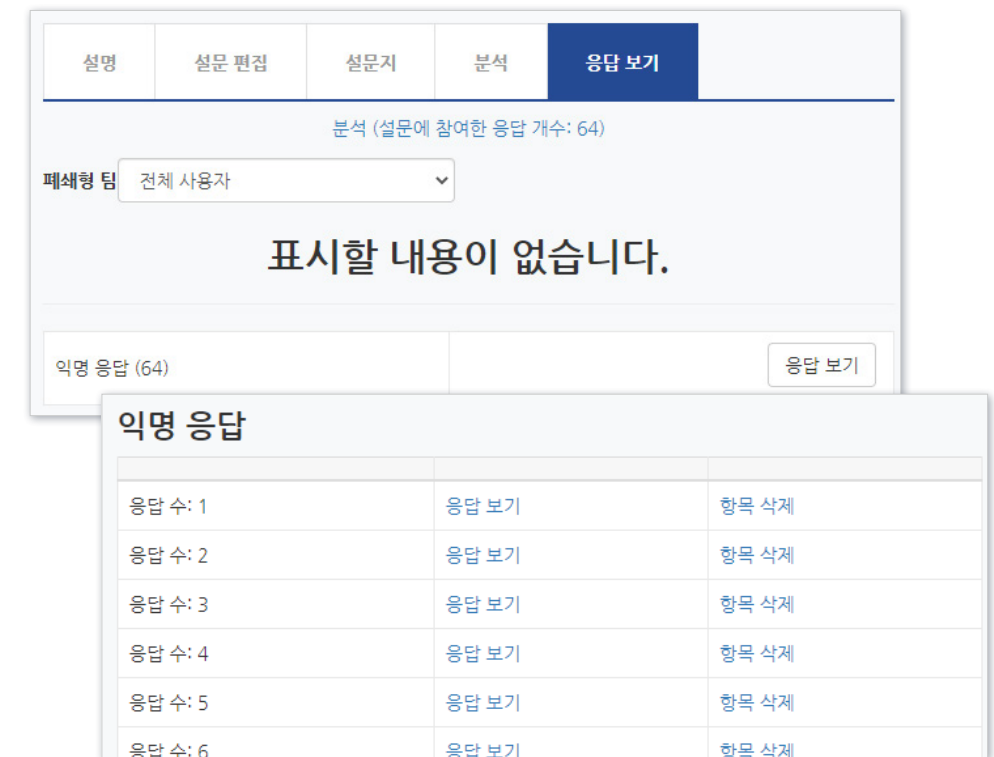 설명 설문 편집 설문지 분석 응답 보기
분석 (설문에 참여한 응답 개수: 64)
폐쇄형 팀 전체 사용자
표시할 내용이 없습니다.
익명 응답 (64) 응답 보기
익명 응답
응답 수: 1 응답 보기 항목 삭제
응답 수: 2 응답 보기 항목 삭제
응답 수: 3 응답 보기 항목 삭제
응답 수: 4 응답 보기 항목 삭제
응답 수: 5 응답 보기 항목 삭제
응답 수: 6 응답 보기 항목 삭제